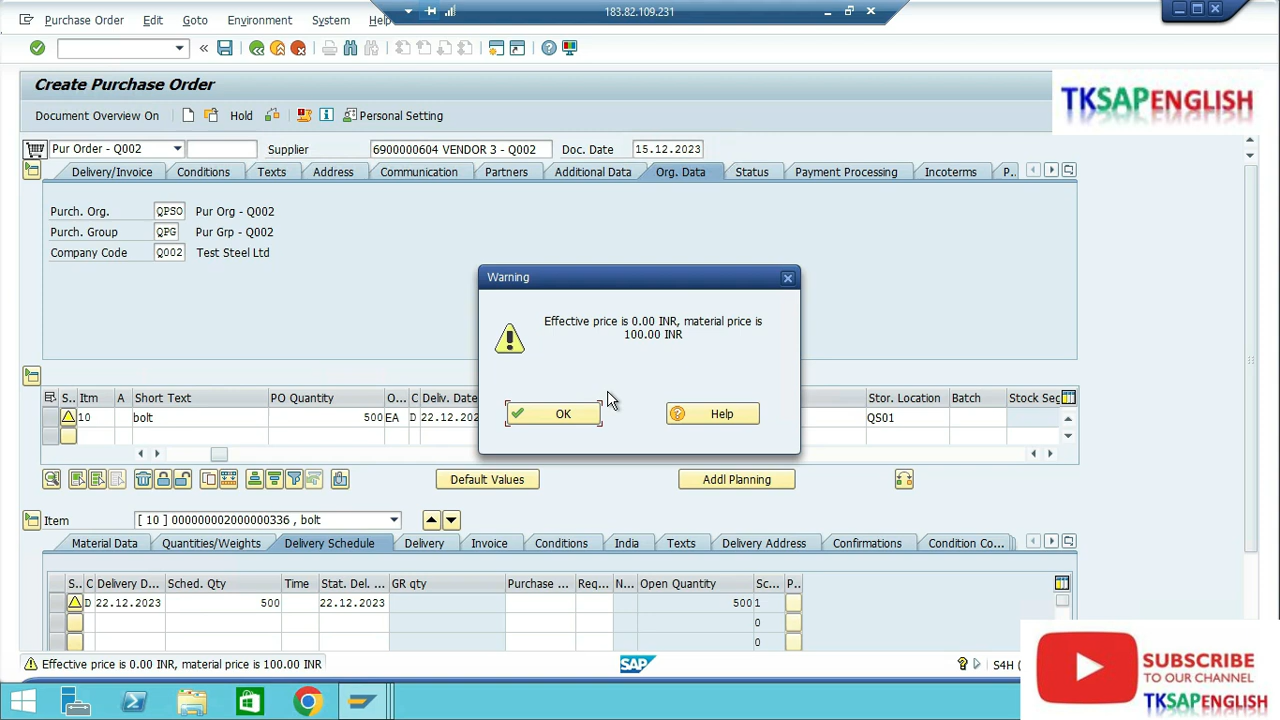 183.82.109.231
Purchase Order Edit Goto Environment System Help
Create Purchase Order
Document Overview On Hold Personal Setting
TKSAPENGLISH
Pur Order - Q002 Supplier 6900000604 VENDOR 3 - Q002 Doc. Date 15.12.2023
Delivery/Invoice Conditions Texts Address Communication Partners Additional Data Org. Data Status Payment Processing Incoterms P..
Purch. Org. QPSO Pur Org - Q002
Purch. Group QPG Pur Grp - Q002
Company Code Q002 Test Steel Ltd
Warning
Effective price is 0.00 INR, material price is
100.00 INR
OK Help
S.. Itm A Short Text PO Quantity O... C Deliv. Date Stor. Location Batch Stock Seg
10 bolt 500 EA D 22.12.20 QS01
Default Values Addl Planning
Item [ 10 ] 000000002000000336 , bolt
Material Data Quantities/Weights Delivery Schedule Delivery Invoice Conditions India Texts Delivery Address Confirmations Condition Co...
S.. C Delivery D... Sched. Qty Time Stat. Del. ... GR qty Purchase ... Req... N... Open Quantity Sc... P..
D 22.12.2023 500 22.12.2023 500 1
0
0
Effective price is 0.00 INR, material price is 100.00 INR SAP S4H (
SUBSCRIBE
TO OUR CHANNEL
TKSAPENGLISH